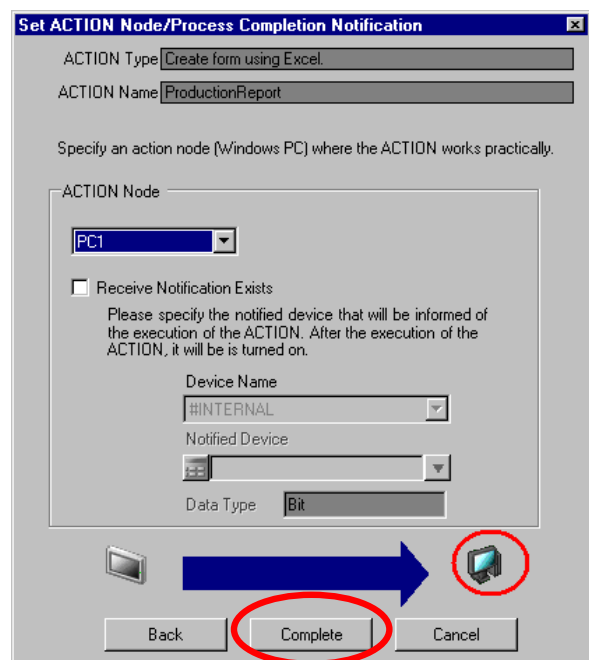 Set ACTION Node/Process Completion Notification
ACTION Type Create form using Excel.
ACTION Name ProductionReport
Specify an action node (Windows PC) where the ACTION works practically.
ACTION Node
PC1
Receive Notification Exists
Please specify the notified device that will be informed of
the execution of the ACTION. After the execution of the
ACTION, it will be is turned on.
Device Name
#INTERNAL
Notified Device
Data Type Bit
Back Complete Cancel